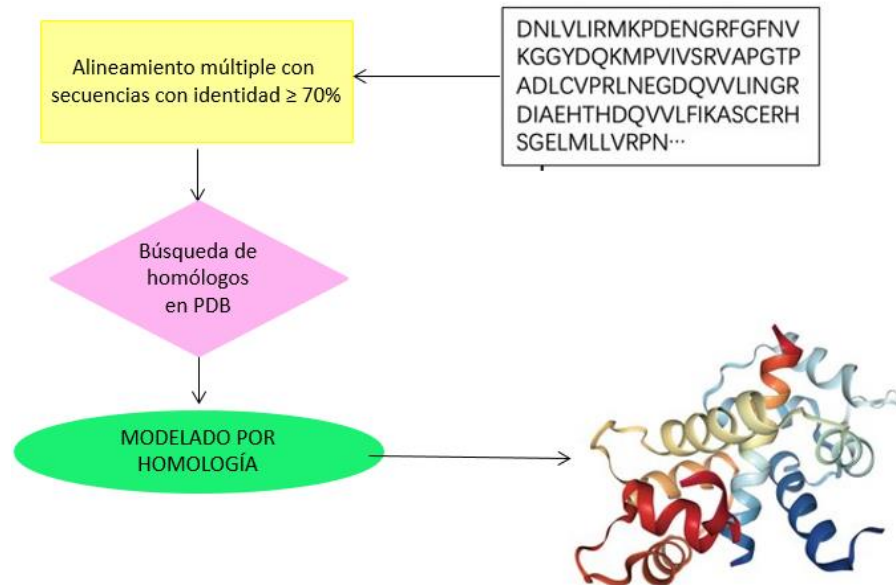 Alineamiento múltiple con
secuencias con identidad ≥ 70%
DNLVLIRMKPDENGRFGFNV
KGGYDQKMPVIVSRVAPGTP
ADLCVPRLNEGDQVVLINGR
DIAEHTHDQVVLFIKASCERH
SGELMLLVRPN⋯
Búsqueda de
homólogos
en PDB
MODELADO POR
HOMOLOGÍA